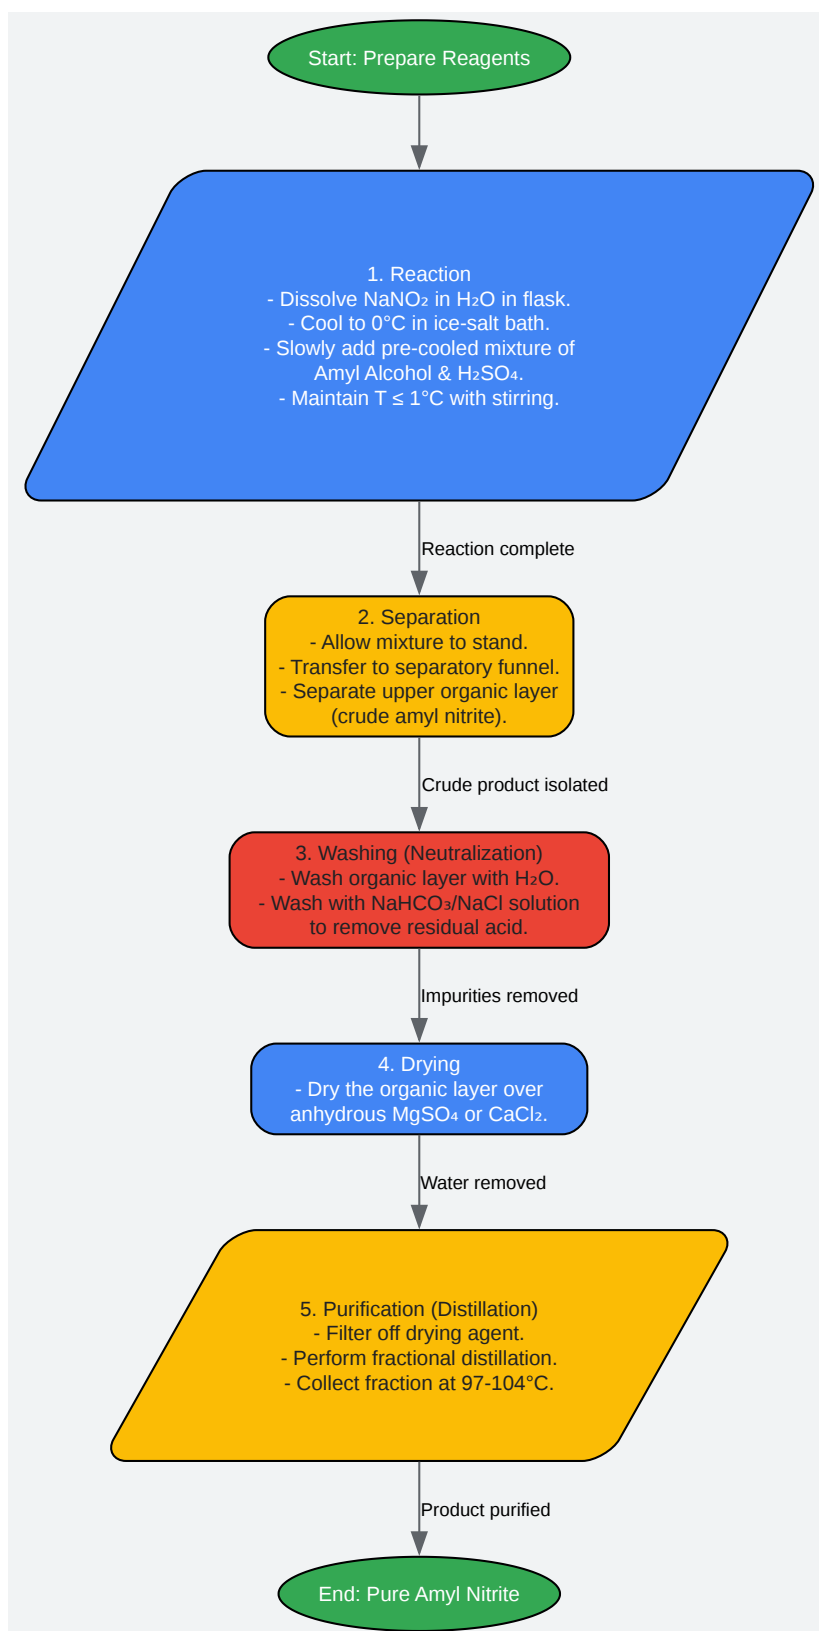 Start: Prepare Reagents
1. Reaction
- Dissolve NaNO₂ in H₂O in flask.
- Cool to 0°C in ice-salt bath.
- Slowly add pre-cooled mixture of
Amyl Alcohol & H₂SO₄.
- Maintain T ≤ 1°C with stirring.
Reaction complete
2. Separation
- Allow mixture to stand.
- Transfer to separatory funnel.
- Separate upper organic layer
(crude amyl nitrite).
Crude product isolated
3. Washing (Neutralization)
- Wash organic layer with H₂O.
- Wash with NaHCO₃/NaCl solution
to remove residual acid.
Impurities removed
4. Drying
- Dry the organic layer over
anhydrous MgSO₄ or CaCl₂.
Water removed
5. Purification (Distillation)
- Filter off drying agent.
- Perform fractional distillation.
- Collect fraction at 97-104°C.
Product purified
End: Pure Amyl Nitrite